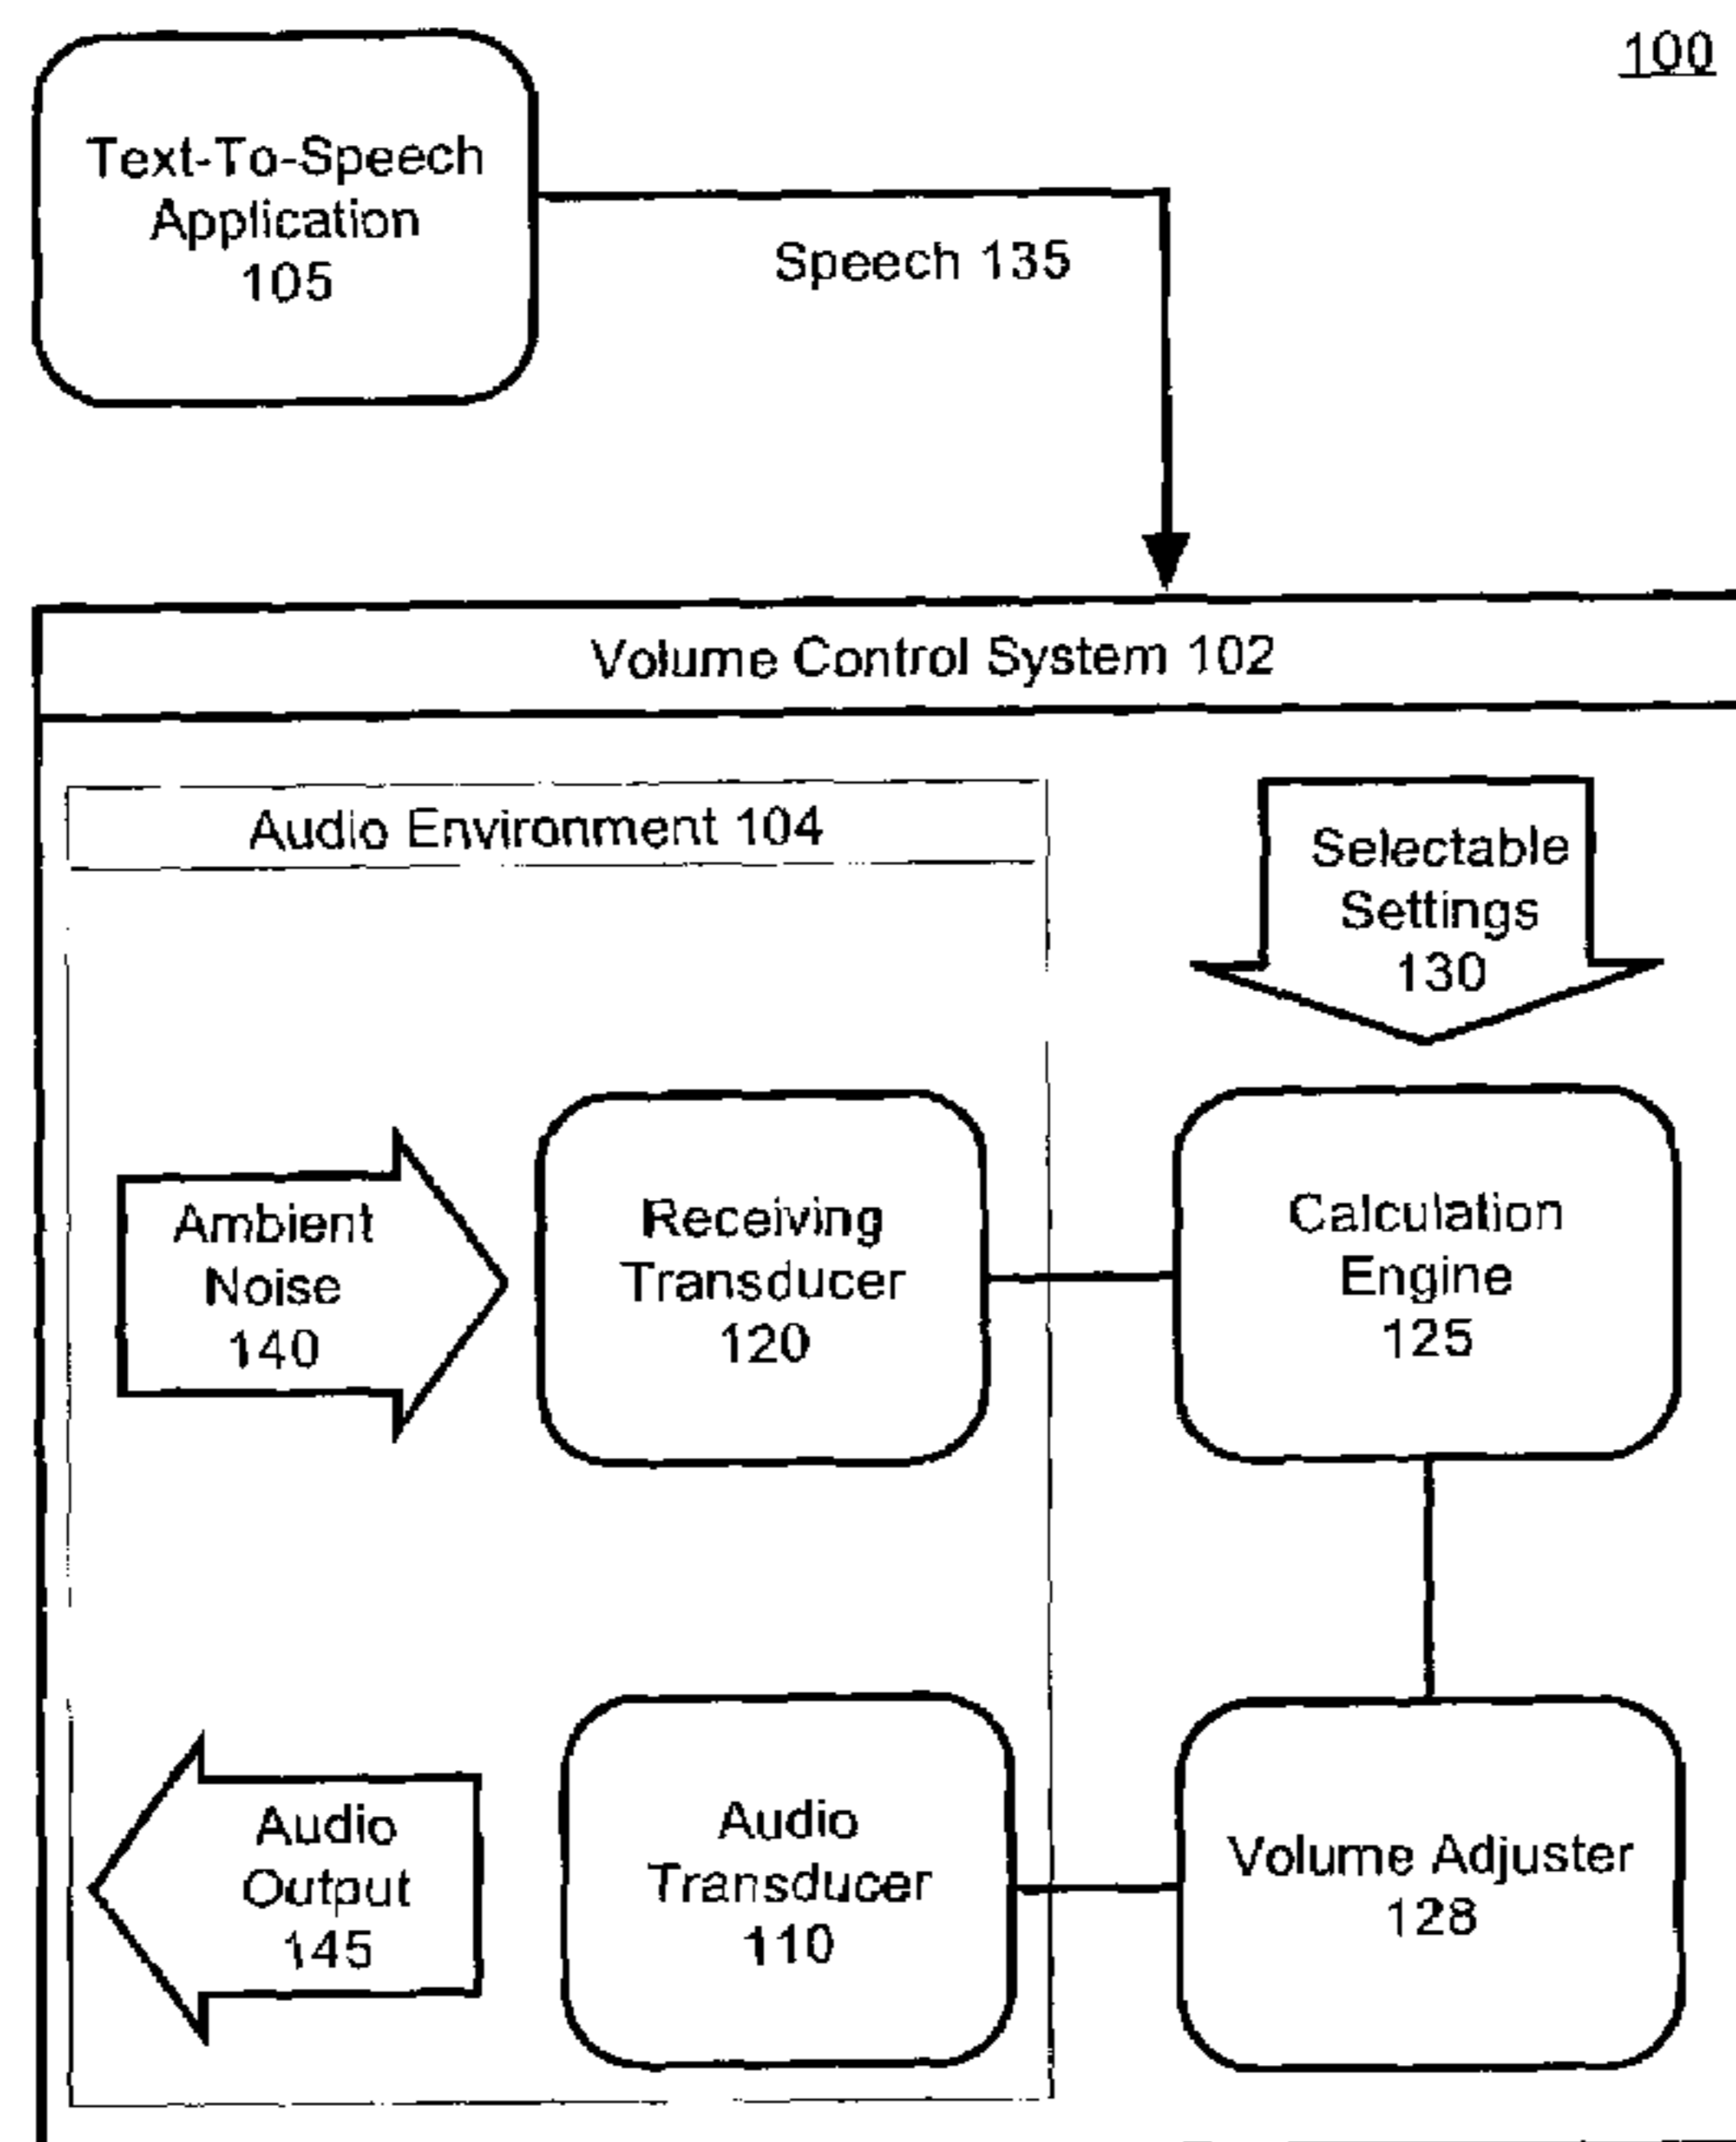 100
Text-To-Speech
Application
105
Speech 135
Volume Control System 102
Audio Environment 104
Selectable
Settings
130
Ambient
Noise
140
Receiving
Transducer
120
Calculation
Engine
125
Audio
Output
145
Audio
Transducer
110
Volume Adjuster
128